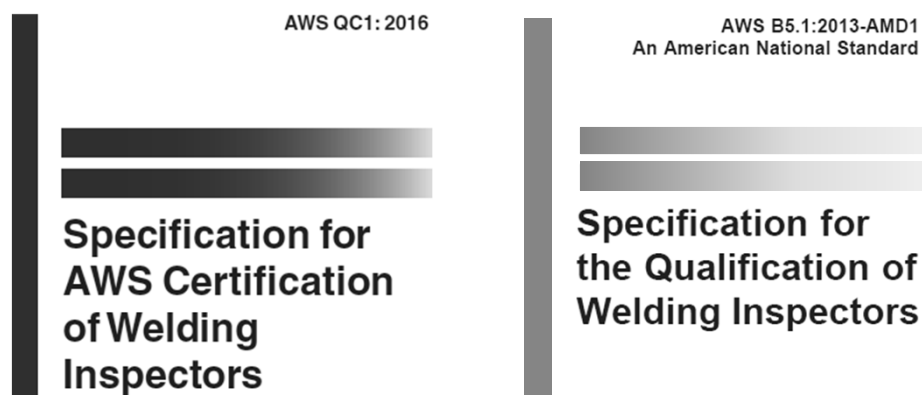 AWS QC1: 2016
Specification for
AWS Certification
of Welding
Inspectors
AWS B5.1:2013-AMD1
An American National Standard
Specification for
the Qualification of
Welding Inspectors